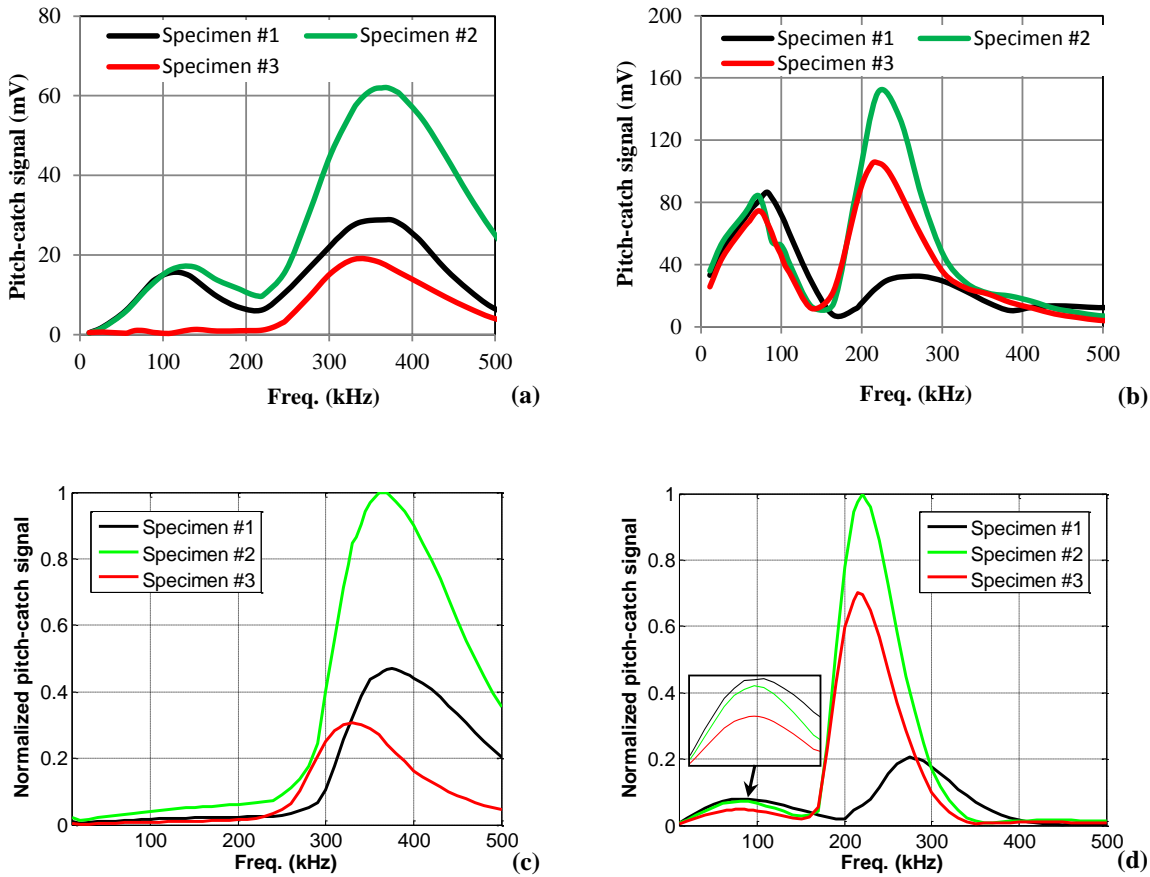 Pitch-catch signal (mV)
80
60
40
20
0
Specimen #1 Specimen #2
Specimen #3
0 100 200 300 400 500
Freq. (kHz)
(a)
Pitch-catch signal (mV)
200
160
120
80
40
0
Specimen #1 Specimen #2
Specimen #3
0 100 200 300 400 500
Freq. (kHz)
(b)
Normalized pitch-catch signal
1
0.8
0.6
0.4
0.2
0
Specimen #1
Specimen #2
Specimen #3
100 200 300 400 500
Freq. (kHz)
(c)
Normalized pitch-catch signal
1
0.8
0.6
0.4
0.2
0
Specimen #1
Specimen #2
Specimen #3
100 200 300 400 500
Freq. (kHz)
(d)